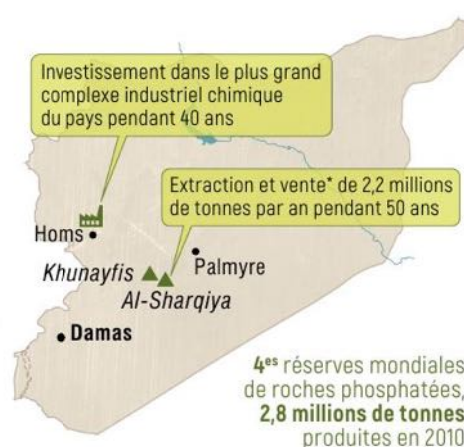 Investissement dans le plus grand
complexe industriel chimique
du pays pendant 40 ans
Extraction et vente* de 2,2 millions
de tonnes par an pendant 50 ans
Homs
Palmyre
Khunayfis
Al-Sharqiya
Damas
4es réserves mondiales
de roches phosphatées,
2,8 millions de tonnes
produites en 2010